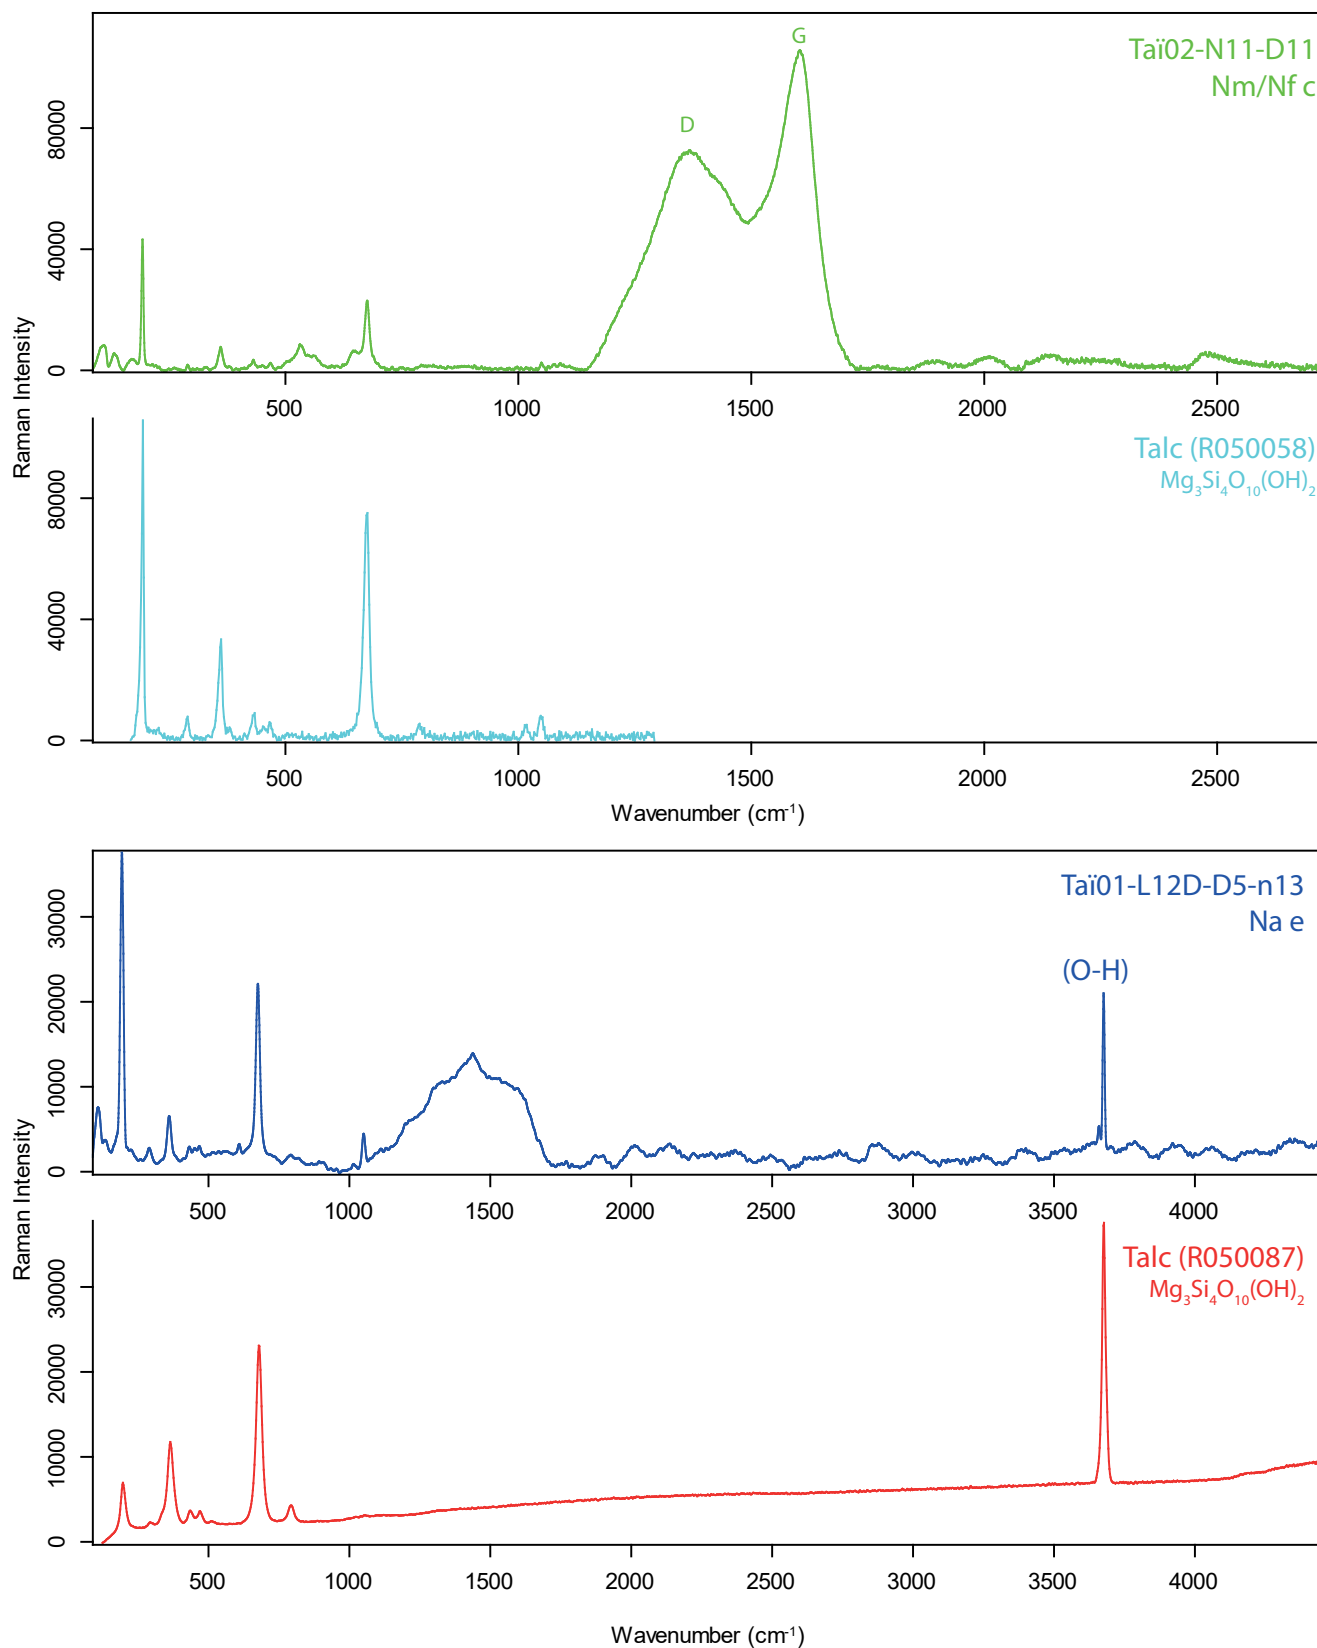 Taï02-N11-D11
Nm/Nf c
G
D
80000
40000
0
500 1000 1500 2000 2500
Raman Intensity
Talc (R050058)
Mg₃Si₄O₁₀(OH)₂
80000
40000
0
500 1000 1500 2000 2500
Wavenumber (cm⁻¹)
Taï01-L12D-D5-n13
Na e
(O-H)
30000
20000
10000
0
500 1000 1500 2000 2500 3000 3500 4000
Raman Intensity
Talc (R050087)
Mg₃Si₄O₁₀(OH)₂
30000
20000
10000
0
500 1000 1500 2000 2500 3000 3500 4000
Wavenumber (cm⁻¹)